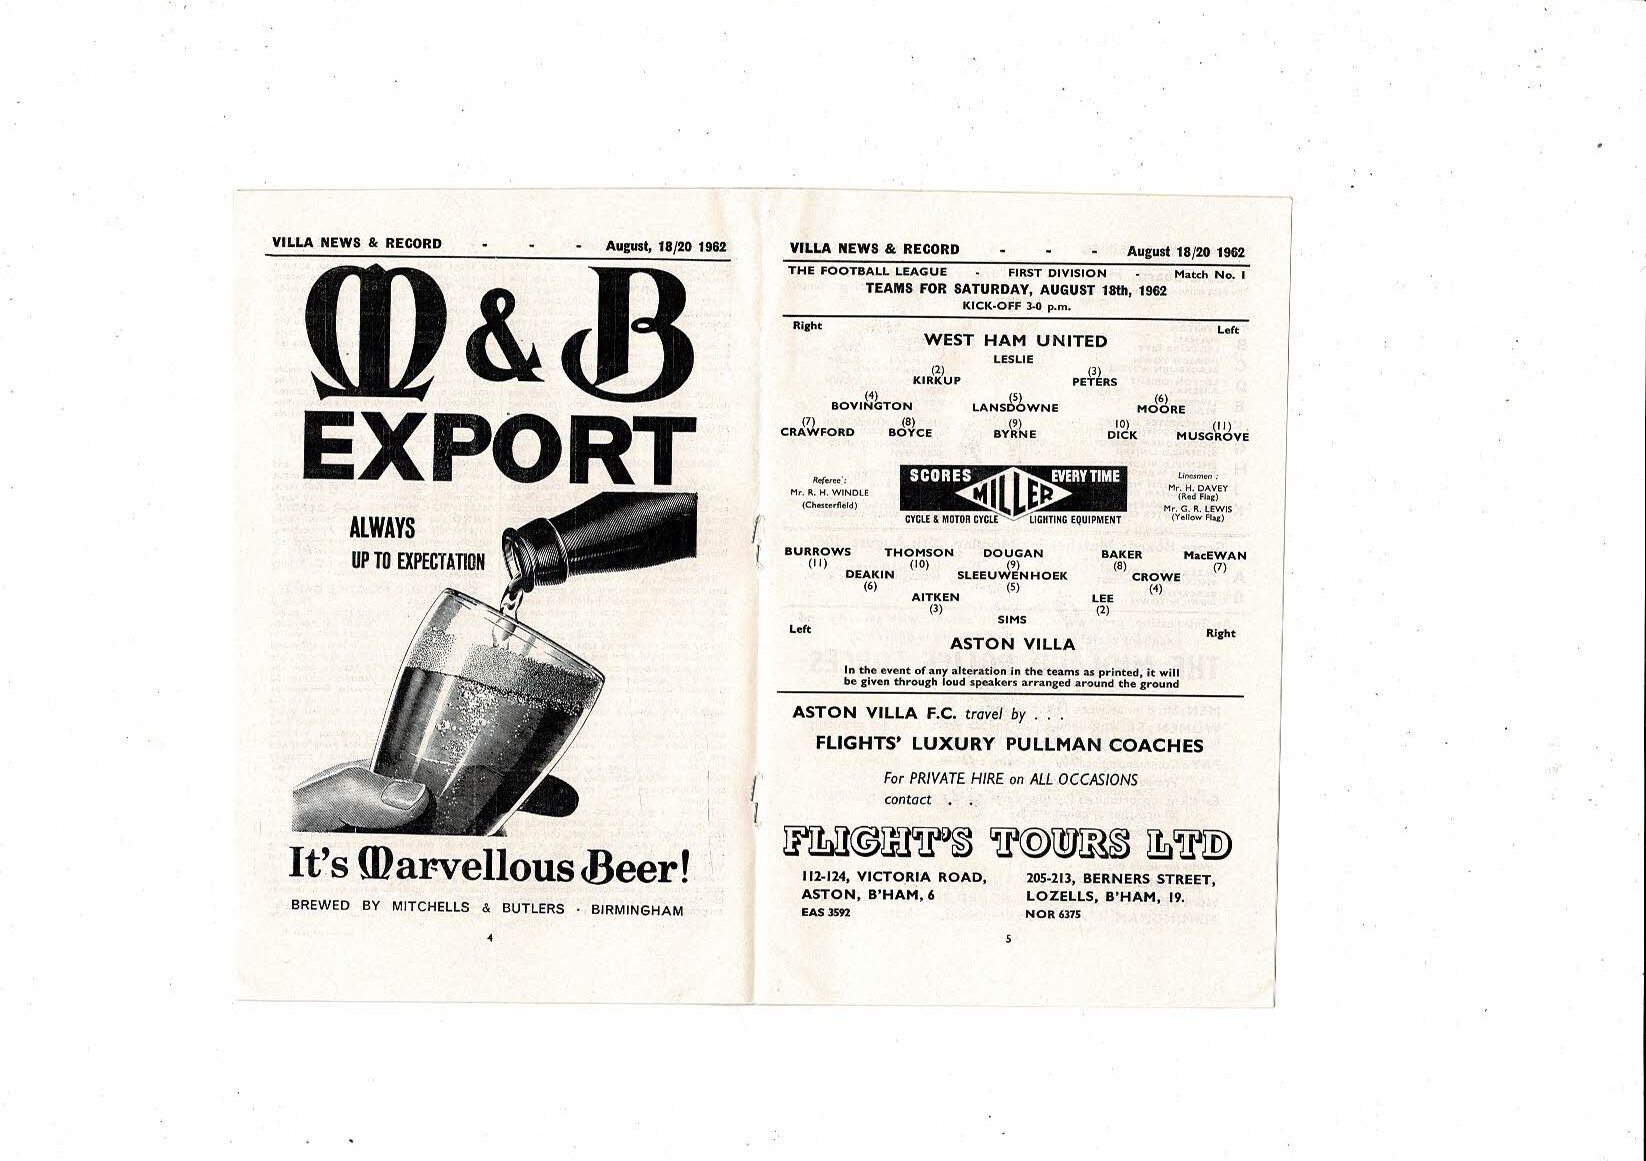 VILLA NEWS & RECORD - - - August, 18/20 1962
M & B
EXPORT
ALWAYS
UP TO EXPECTATION
It's Marvellous Beer!
BREWED BY MITCHELLS & BUTLERS · BIRMINGHAM
4
VILLA NEWS & RECORD - - - August 18/20 1962
THE FOOTBALL LEAGUE - FIRST DIVISION - Match No. 1
TEAMS FOR SATURDAY, AUGUST 18th, 1962
KICK-OFF 3-0 p.m.
Right Left
WEST HAM UNITED
LESLIE
(2) (3)
KIRKUP PETERS
(4) (5) (6)
BOVINGTON LANSDOWNE MOORE
(7) (8) (9) 10) (11)
CRAWFORD BOYCE BYRNE DICK MUSGROVE
Referee:
Mr. R. H. WINDLE
(Chesterfield)
SCORES MILLER EVERY TIME
CYCLE & MOTOR CYCLE LIGHTING EQUIPMENT
Linesmen :
Mr. H. DAVEY
(Red Flag)
Mr. G. R. LEWIS
(Yellow Flag)
BURROWS THOMSON DOUGAN BAKER MacEWAN
(11) (10) (9) (8) (7)
DEAKIN SLEEUWENHOEK CROWE
(6) (5) (4)
AITKEN LEE
(3) (2)
SIMS
Left Right
ASTON VILLA
In the event of any alteration in the teams as printed, it will
be given through loud speakers arranged around the ground
ASTON VILLA F.C. travel by . . .
FLIGHTS' LUXURY PULLMAN COACHES
For PRIVATE HIRE on ALL OCCASIONS
contact . .
FLIGHT'S TOURS LTD
112-124, VICTORIA ROAD,
ASTON, B'HAM, 6
EAS 3592
205-213, BERNERS STREET,
LOZELLS, B'HAM, 19.
NOR 6375
5